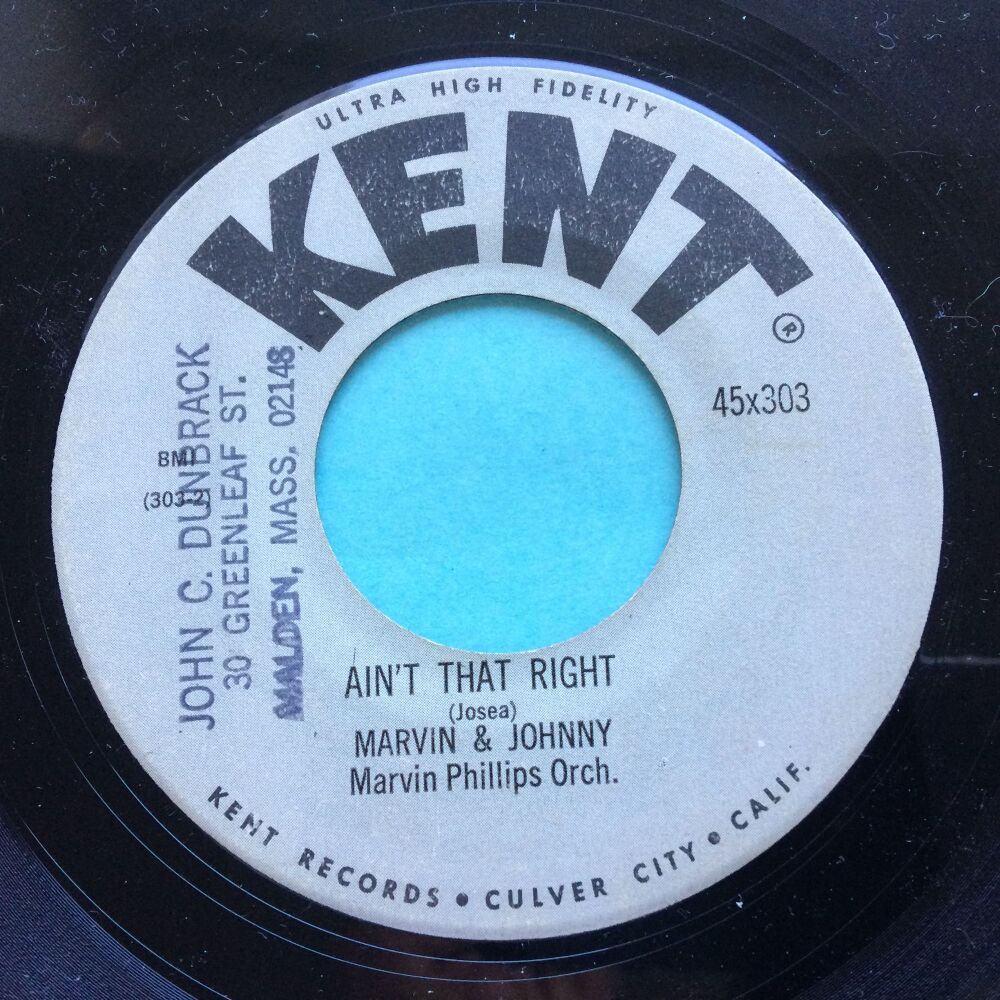 ULTRA HIGH FIDELITY
KENT
®
45x303
BMI
(303-2)
JOHN C. DUNBRACK
30 GREENLEAF ST.
MALDEN, MASS. 02148
AIN'T THAT RIGHT
(Josea)
MARVIN & JOHNNY
Marvin Phillips Orch.
KENT RECORDS • CULVER CITY • CALIF.